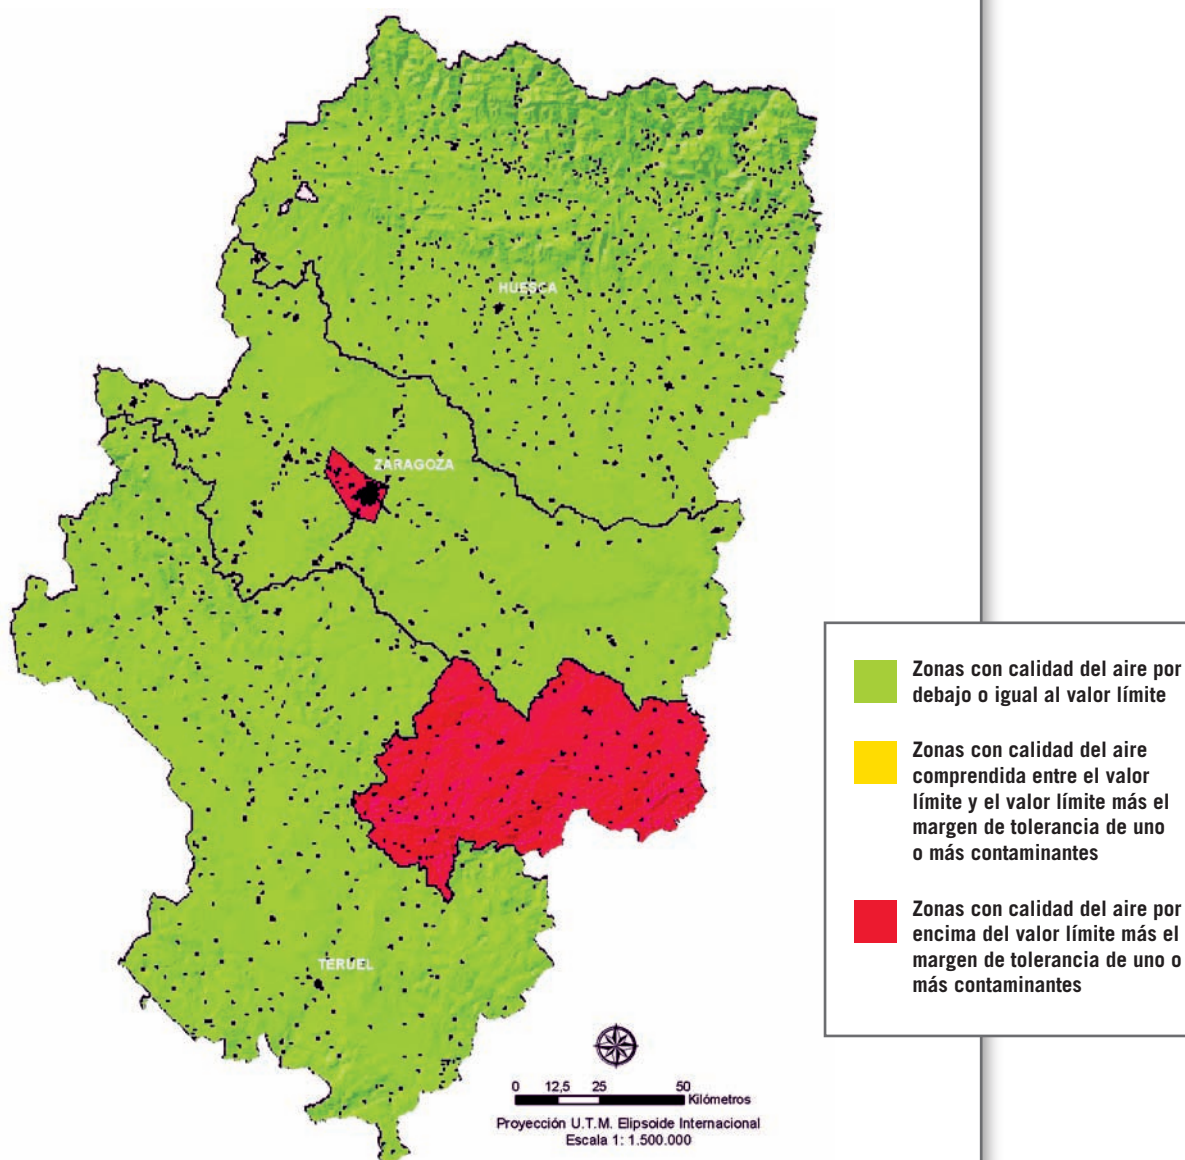 HUESCA
ZARAGOZA
TERUEL
0 12,5 25 50
Kilómetros
Proyección U.T.M. Elipsoide Internacional
Escala 1: 1.500.000
Zonas con calidad del aire por
debajo o igual al valor límite
Zonas con calidad del aire
comprendida entre el valor
límite y el valor límite más el
margen de tolerancia de uno
o más contaminantes
Zonas con calidad del aire por
encima del valor límite más el
margen de tolerancia de uno o
más contaminantes